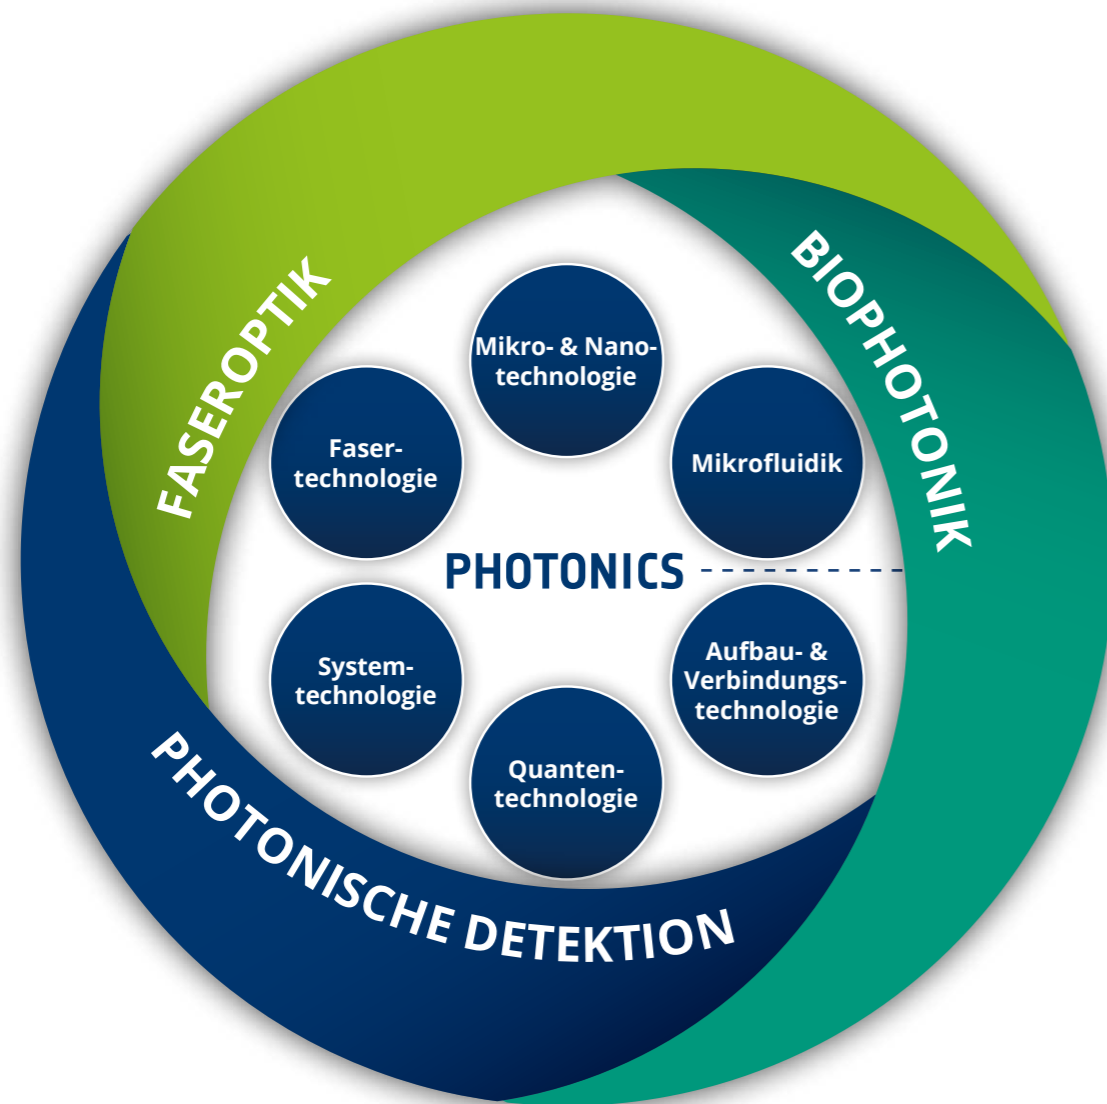 FASEROPTIK
BIOPHOTONIK
Mikro- & Nano-
technologie
Faser-
technologie
Mikrofluidik
PHOTONICS
System-
technologie
Aufbau- &
Verbindungs-
technologie
Quanten-
technologie
PHOTONISCHE DETEKTION